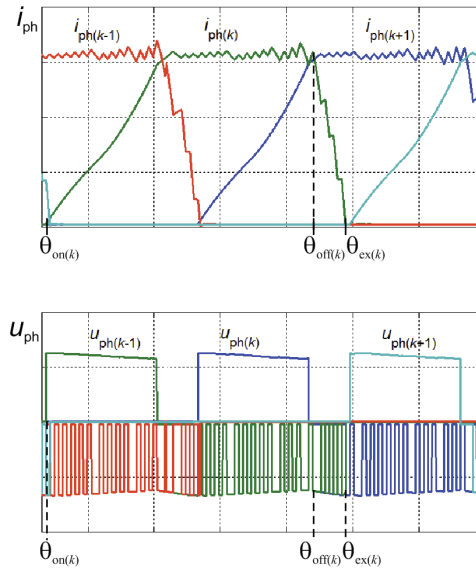 i_ph i_ph(k-1) i_ph(k) i_ph(k+1)
θ_on(k) θ_off(k) θ_ex(k)
u_ph u_ph(k-1) u_ph(k) u_ph(k+1)
θ_on(k) θ_off(k) θ_ex(k)